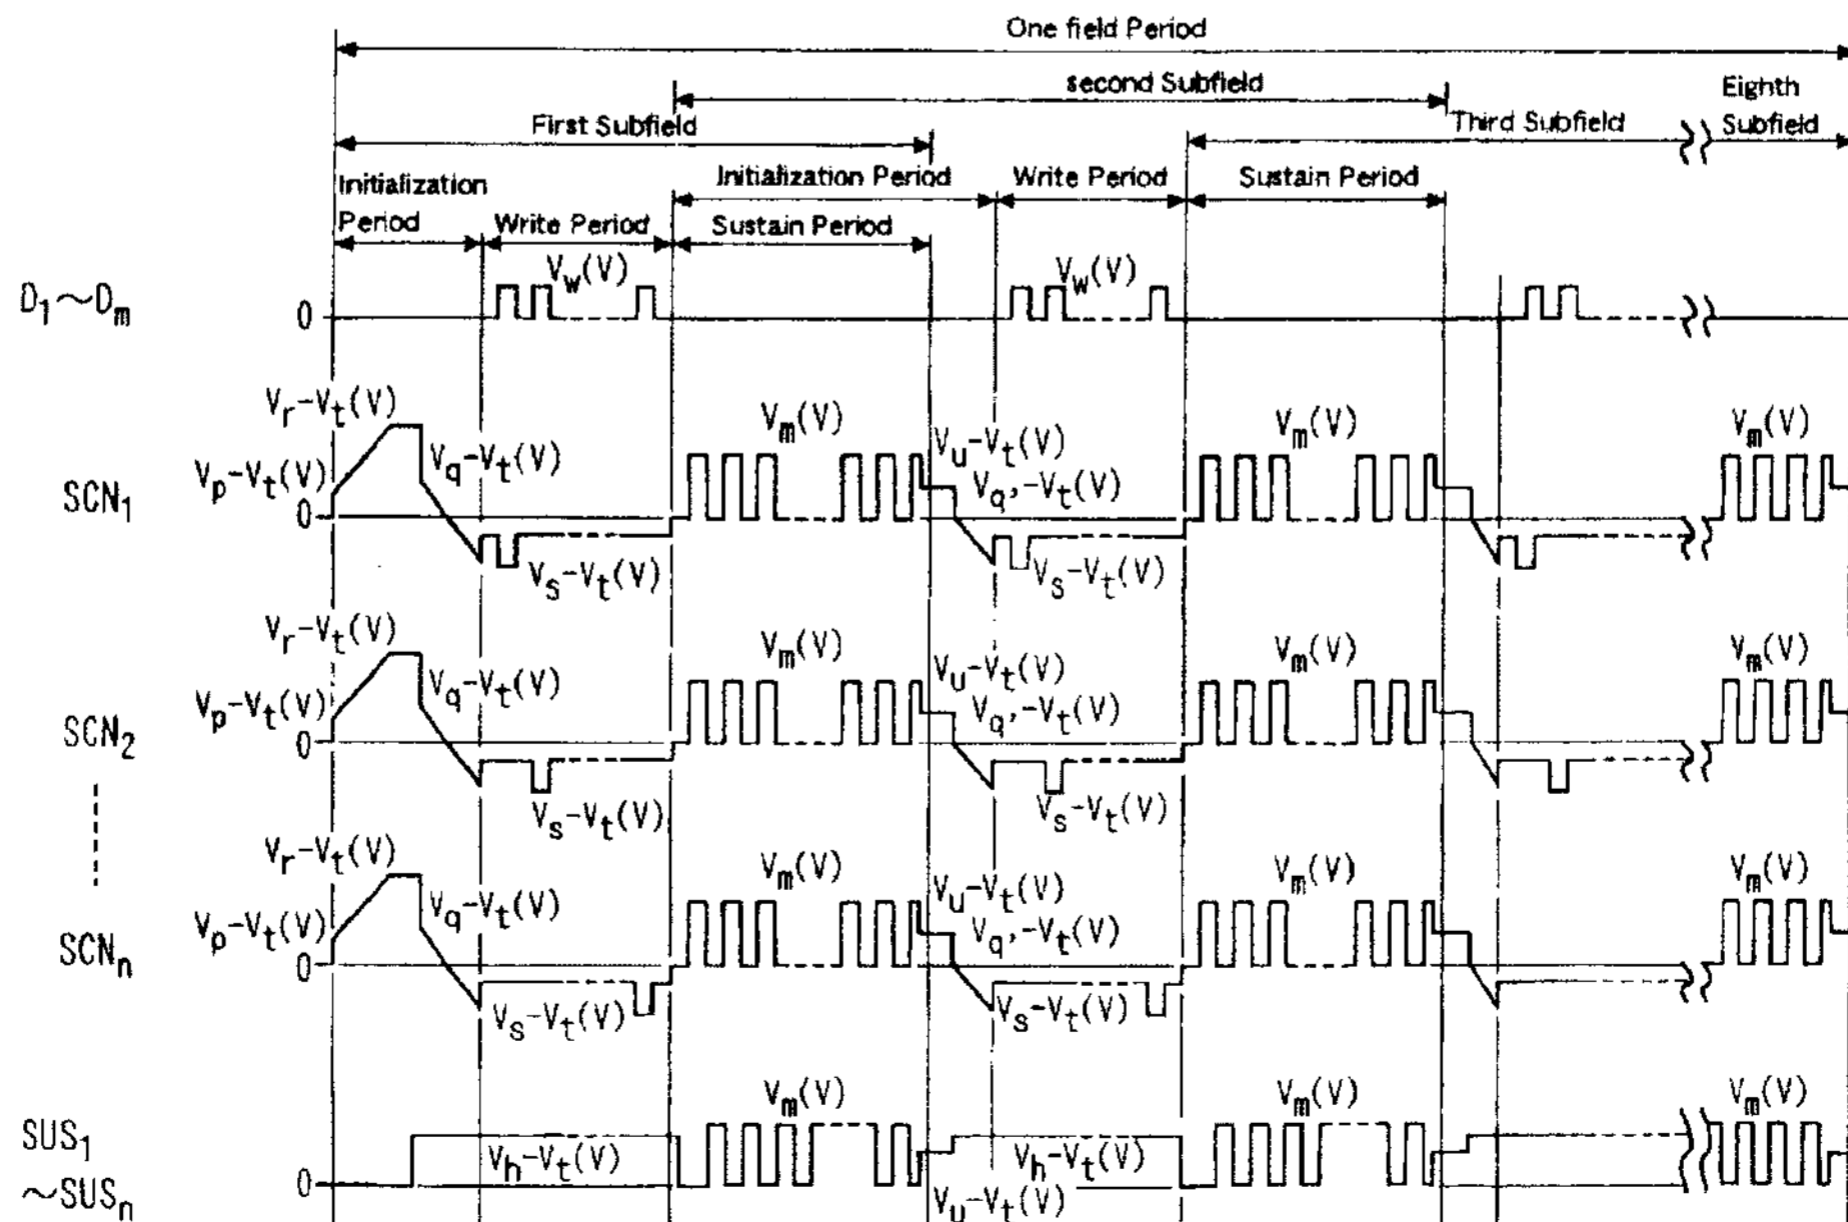 One field Period
second Subfield
Eighth
Subfield
First Subfield
Third Subfield
Initialization
Period
Initialization Period
Write Period
Sustain Period
Write Period
Sustain Period
D1~Dm
0
Vw(V)
Vw(V)
SCN1
Vr-Vt(V)
Vp-Vt(V)
0
Vq-Vt(V)
Vs-Vt(V)
Vm(V)
Vu-Vt(V)
Vq'-Vt(V)
Vs-Vt(V)
Vm(V)
Vm(V)
SCN2
Vr-Vt(V)
Vp-Vt(V)
0
Vq-Vt(V)
Vs-Vt(V)
Vm(V)
Vu-Vt(V)
Vq'-Vt(V)
Vs-Vt(V)
Vm(V)
Vm(V)
SCNn
Vr-Vt(V)
Vp-Vt(V)
0
Vq-Vt(V)
Vs-Vt(V)
Vm(V)
Vu-Vt(V)
Vq'-Vt(V)
Vs-Vt(V)
Vm(V)
Vm(V)
SUS1
~SUSn
0
Vh-Vt(V)
Vm(V)
Vh-Vt(V)
Vu-Vt(V)
Vm(V)
Vm(V)